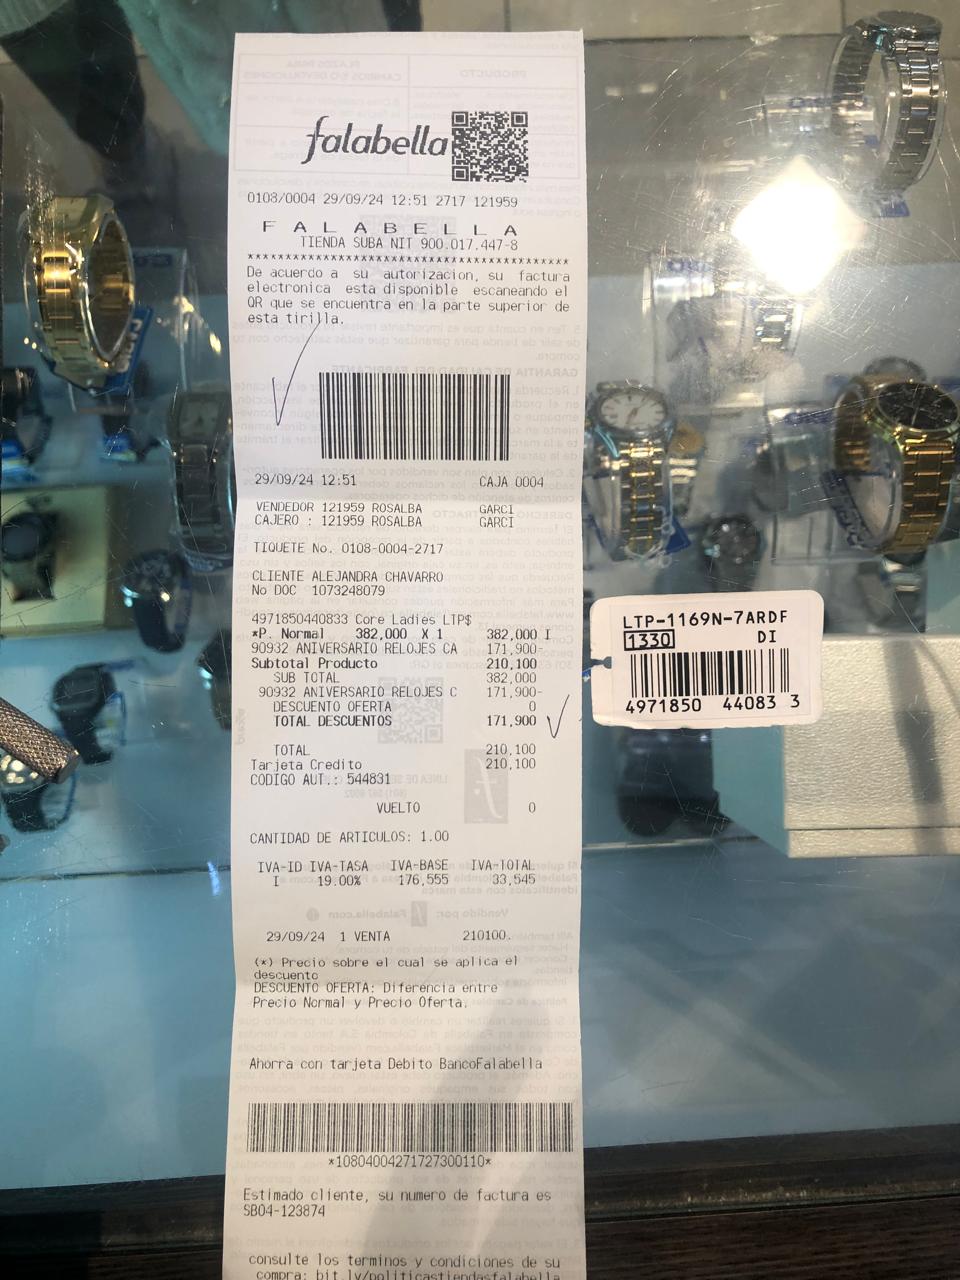 falabella
0108/0004 29/09/24 12:51 2717 121959
F A L A B E L L A
TIENDA SUBA NIT 900.017.447-8
****************************************
De acuerdo a su autorizacion, su factura
electronica esta disponible escaneando el
QR que se encuentra en la parte superior de
esta tirilla.
29/09/24 12:51 CAJA 0004
VENDEDOR 121959 ROSALBA GARCI
CAJERO : 121959 ROSALBA GARCI
TIQUETE No. 0108-0004-2717
CLIENTE ALEJANDRA CHAVARRO
No DOC 1073248079
4971850440833 Core Ladies LTP$
*P. Normal 382,000 X 1 382,000 I
90932 ANIVERSARIO RELOJES CA 171,900-
Subtotal Producto 210,100
SUB TOTAL 382,000
90932 ANIVERSARIO RELOJES C 171,900-
DESCUENTO OFERTA 0
TOTAL DESCUENTOS 171,900
TOTAL 210,100
Tarjeta Credito 210,100
CODIGO AUT.: 544831
VUELTO 0
CANTIDAD DE ARTICULOS: 1.00
IVA-ID IVA-TASA IVA-BASE IVA-TOTAL
I 19.00% 176,555 33,545
29/09/24 1 VENTA 210100.
(*) Precio sobre el cual se aplica el
descuento
DESCUENTO OFERTA: Diferencia entre
Precio Normal y Precio Oferta.
Ahorra con tarjeta Debito BancoFalabella
*10804004271727300110*
Estimado cliente, su numero de factura es
SB04-123874
consulte los terminos y condiciones de su
compra: bit.ly/politicastiendasfalabella
LTP-1169N-7ARDF
1330 DI
4971850 44083 3